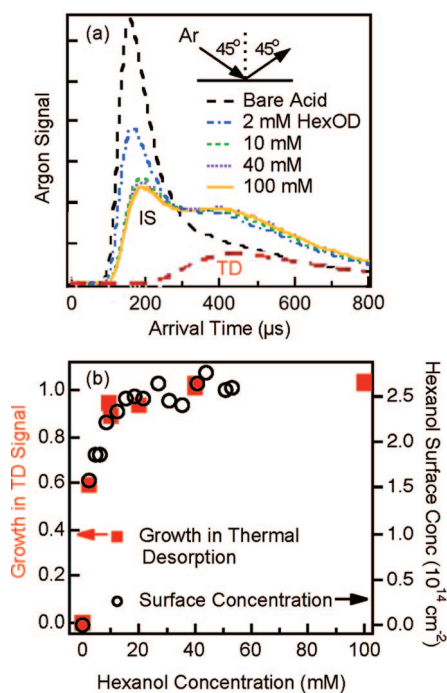 (a)
Ar
45° 45°
Bare Acid
2 mM HexOD
10 mM
40 mM
100 mM
IS
TD
Argon Signal
0 200 400 600 800
Arrival Time (µs)
(b)
1.0
0.8
0.6
0.4
0.2
0.0
Growth in TD Signal
2.5
2.0
1.5
1.0
0.5
0.0
Hexanol Surface Conc (10¹⁴ cm⁻²)
Growth in Thermal
Desorption
Surface Concentration
0 20 40 60 80 100
Hexanol Concentration (mM)